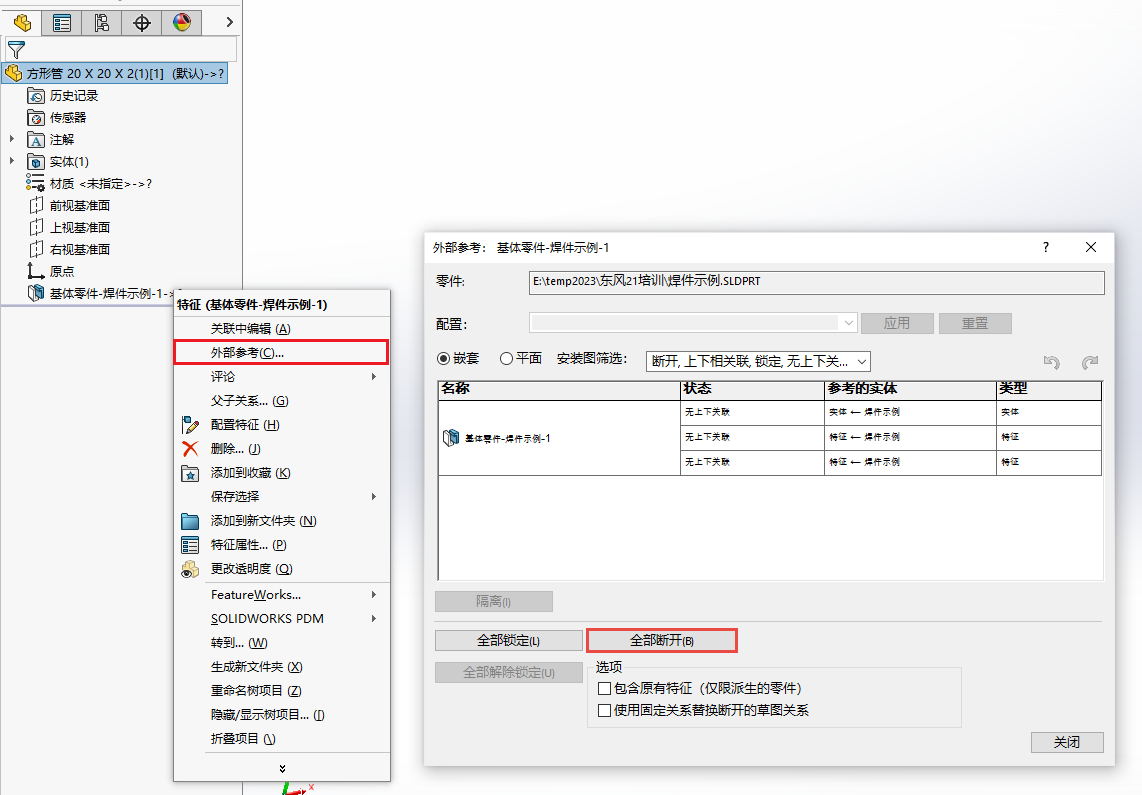 方形管 20 X 20 X 2(1)[1] (默认)->?
历史记录
传感器
注解
实体(1)
材质 <未指定>->?
前视基准面
上视基准面
右视基准面
原点
基体零件-焊件示例-1->
特征 (基体零件-焊件示例-1)
关联中编辑 (A)
外部参考(C)...
评论
父子关系... (G)
配置特征 (H)
删除... (J)
添加到收藏 (K)
保存选择
添加到新文件夹 (N)
特征属性... (P)
更改透明度 (Q)
FeatureWorks...
SOLIDWORKS PDM
转到... (W)
生成新文件夹 (X)
重命名树项目 (Z)
隐藏/显示树项目... ([)
折叠项目 (\)
X
外部参考: 基体零件-焊件示例-1
?
零件:
E:\temp2023\东风21培训\焊件示例.SLDPRT
配置:
应用 重置
嵌套 平面 安装图筛选: 断开, 上下相关联, 锁定, 无上下关...
名称 状态 参考的实体 类型
无上下关联 实体 ← 焊件示例 实体
基体零件-焊件示例-1 无上下关联 特征 ← 焊件示例 特征
无上下关联 特征 ← 焊件示例 特征
隔离(I)
全部锁定(L) 全部断开(B)
全部解除锁定(U)
选项
包含原有特征（仅限派生的零件）
使用固定关系替换断开的草图关系
关闭